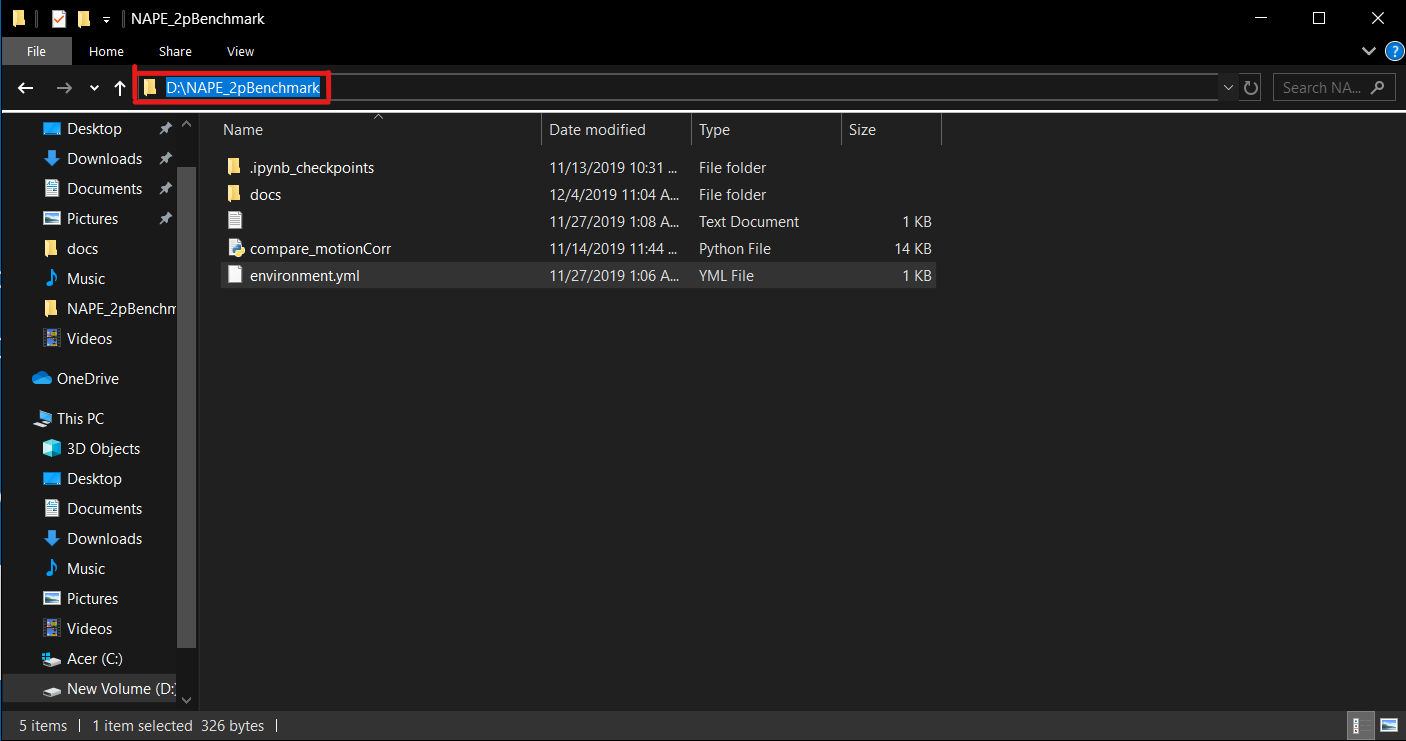 NAPE_2pBenchmark
File Home Share View
?
D:\NAPE_2pBenchmark
Search NA...
Desktop
Downloads
Documents
Pictures
docs
Music
NAPE_2pBenchm
Videos
OneDrive
This PC
3D Objects
Desktop
Documents
Downloads
Music
Pictures
Videos
Acer (C:)
New Volume (D:)
Name Date modified Type Size
.ipynb_checkpoints 11/13/2019 10:31 ... File folder
docs 12/4/2019 11:04 A... File folder
11/27/2019 1:08 A... Text Document 1 KB
compare_motionCorr 11/14/2019 11:44 ... Python File 14 KB
environment.yml 11/27/2019 1:06 A... YML File 1 KB
5 items 1 item selected 326 bytes